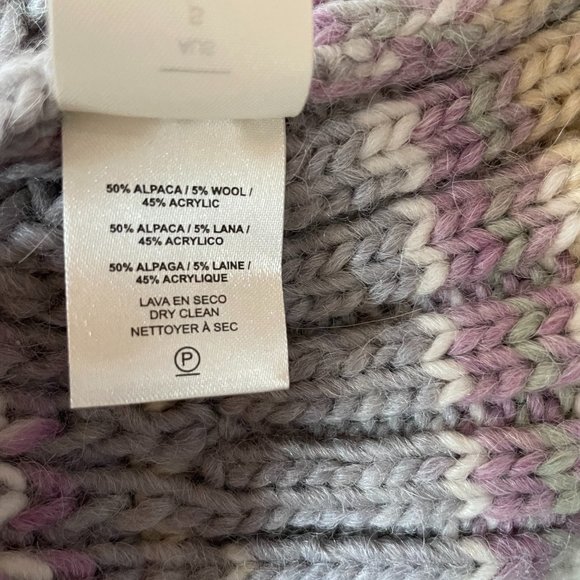 50% ALPACA / 5% WOOL /
45% ACRYLIC
50% ALPACA / 5% LANA /
45% ACRYLICO
50% ALPAGA / 5% LAINE /
45% ACRYLIQUE
LAVA EN SECO
DRY CLEAN
NETTOYER À SEC
P